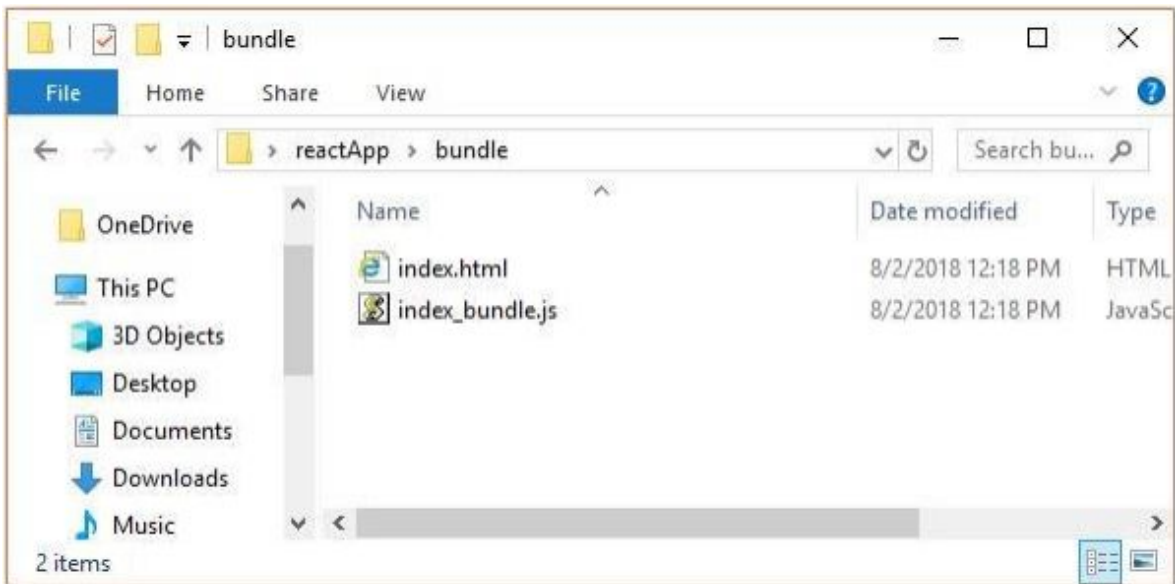 bundle
File Home Share View
reactApp bundle Search bu...
Name Date modified Type
OneDrive
index.html 8/2/2018 12:18 PM HTML
This PC
index_bundle.js 8/2/2018 12:18 PM JavaSc
3D Objects
Desktop
Documents
Downloads
Music
2 items